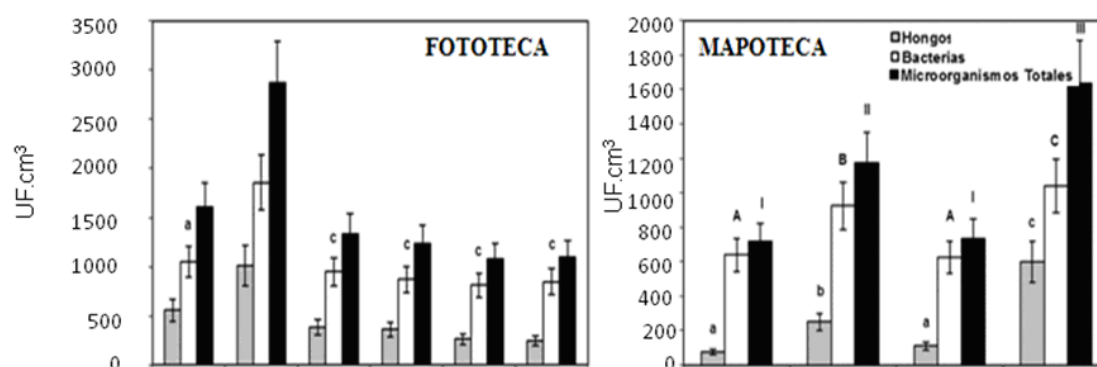 3500
3000
2500
2000
1500
1000
500
0
UF.cm³
FOTOTECA
a
c
c
c
c
2000
1800
1600
1400
1200
1000
800
600
400
200
0
UF.cm³
MAPOTECA
Hongos
Bacterias
Microorganismos Totales
a
A
I
b
B
II
a
A
I
c
C
III